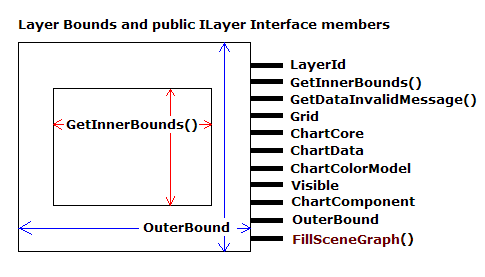 Layer Bounds and public ILayer Interface members
LayerId
GetInnerBounds()
GetDataInvalidMessage()
Grid
ChartCore
ChartData
ChartColorModel
Visible
ChartComponent
OuterBound
FillSceneGraph()
GetInnerBounds()
OuterBound